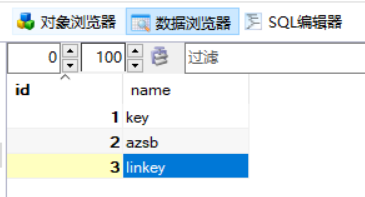 对象浏览器 数据浏览器 SQL编辑器
0 100 过滤
id name
1 key
2 azsb
3 linkey